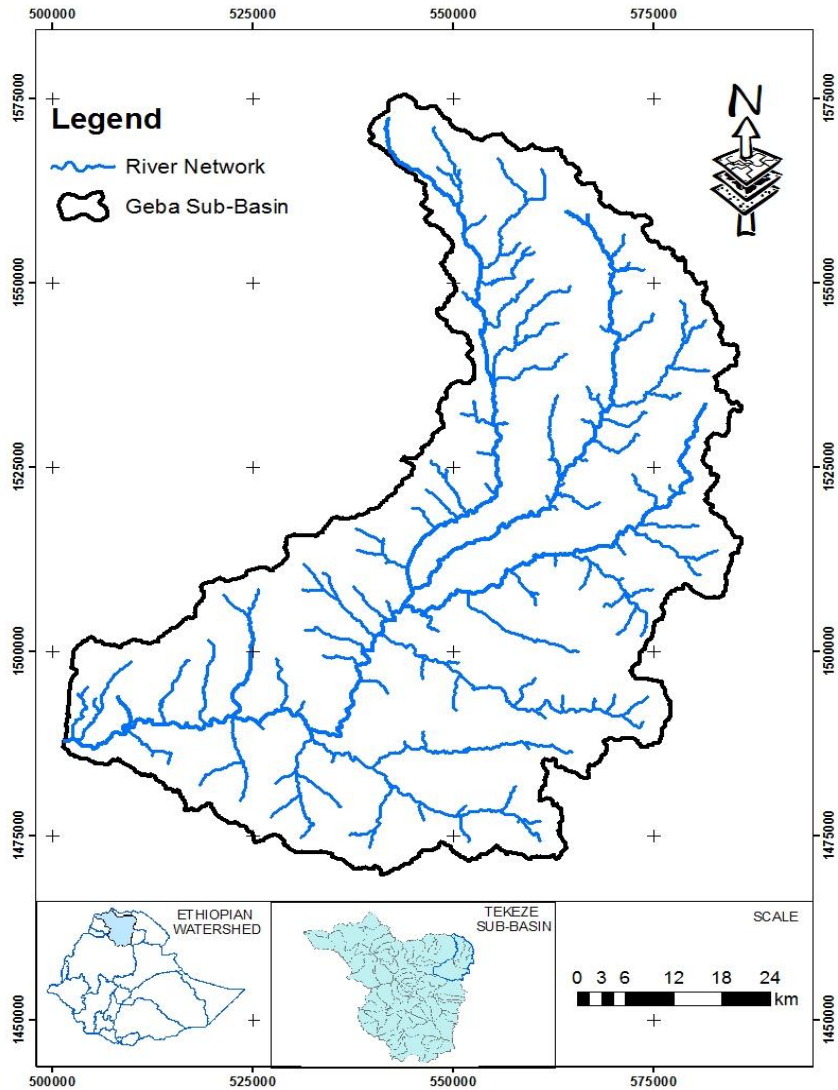 500000 525000 550000 575000
1575000 1575000
Legend
N
River Network
Geba Sub-Basin
1550000 1550000
1525000 1525000
1500000 1500000
1475000 1475000
ETHIOPIAN
WATERSHED
TEKEZE
SUB-BASIN
SCALE
0 3 6 12 18 24
km
1450000 1450000
500000 525000 550000 575000